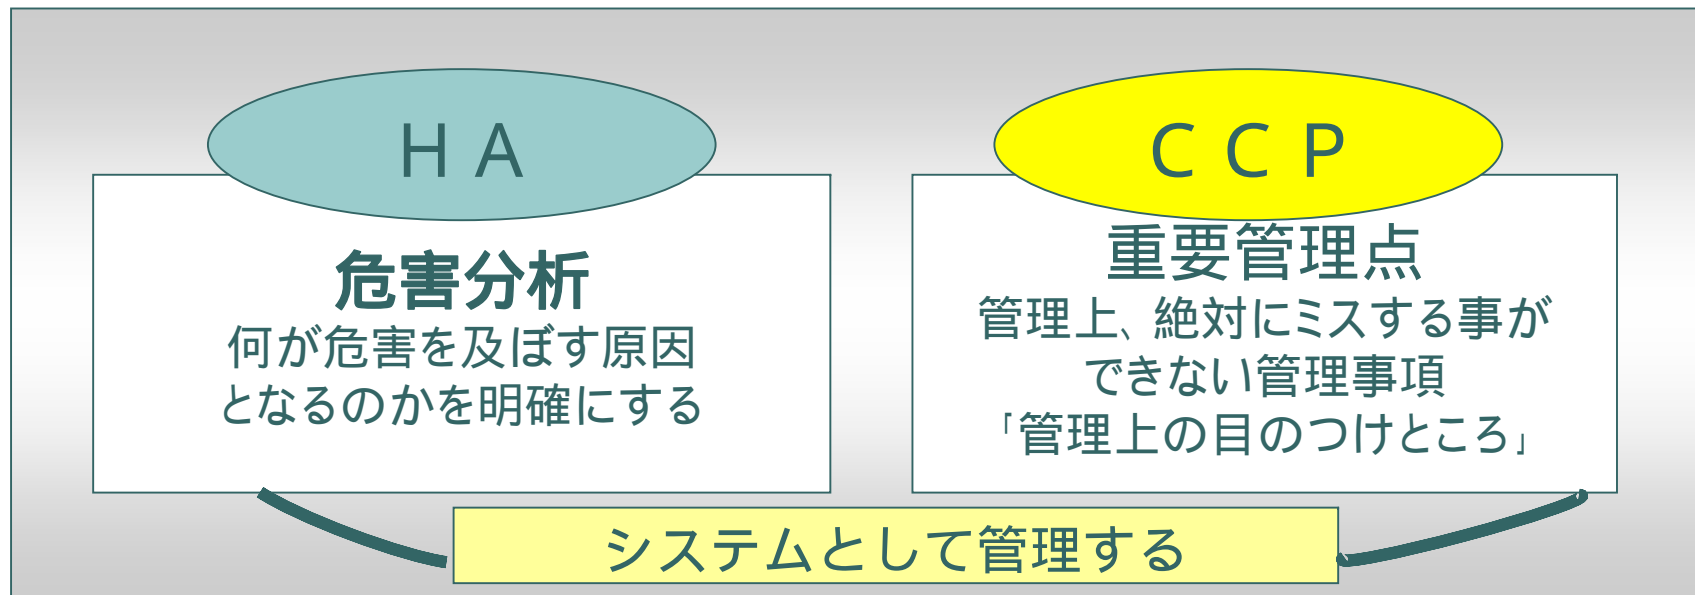 ＨＡ
危害分析
何が危害を及ぼす原因
となるのかを明確にする
ＣＣＰ
重要管理点
管理上、絶対にミスする事が
できない管理事項
「管理上の目のつけところ」
システムとして管理する